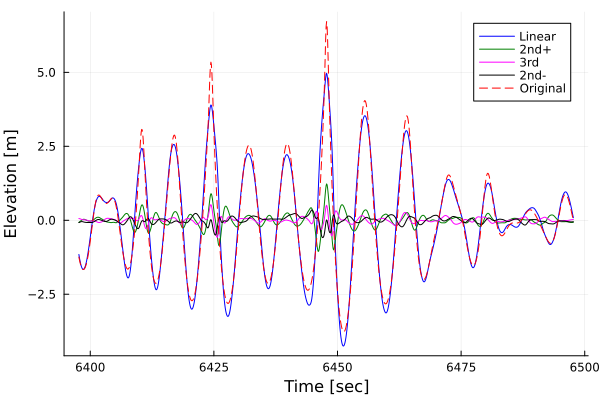 Elevation [m]
5.0
2.5
0.0
−2.5
Linear
2nd+
3rd
2nd-
Original
6400
6425
6450
6475
6500
Time [sec]